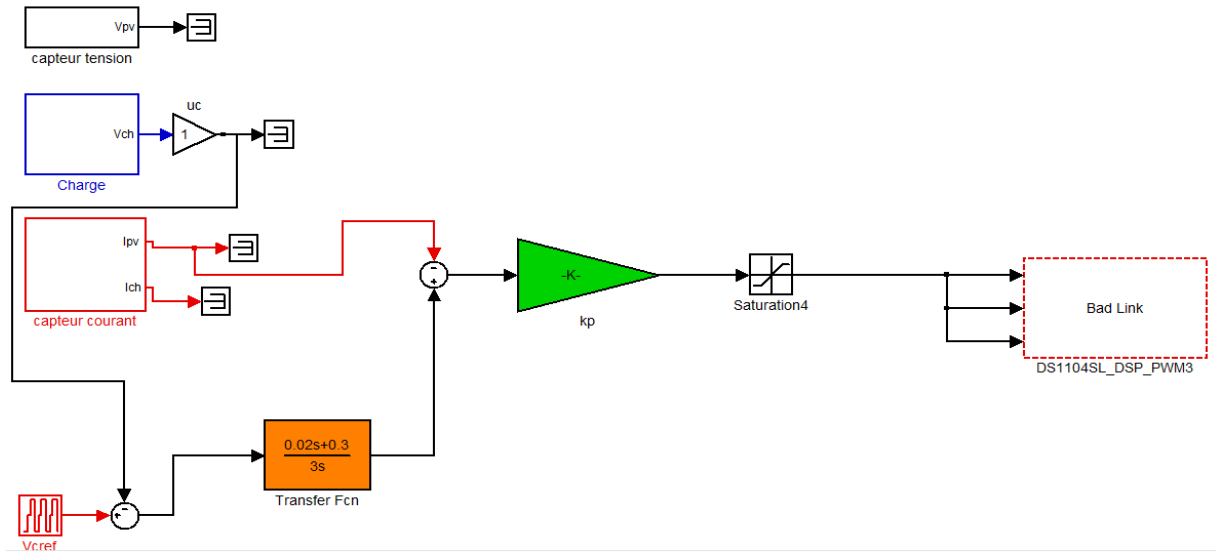 Vpv
capteur tension
uc
Vch
1
Charge
Ipv
Ich
capteur courant
-K-
kp
Saturation4
Bad Link
DS1104SL_DSP_PWM3
0.02s+0.3
3s
Transfer Fcn
Vcref